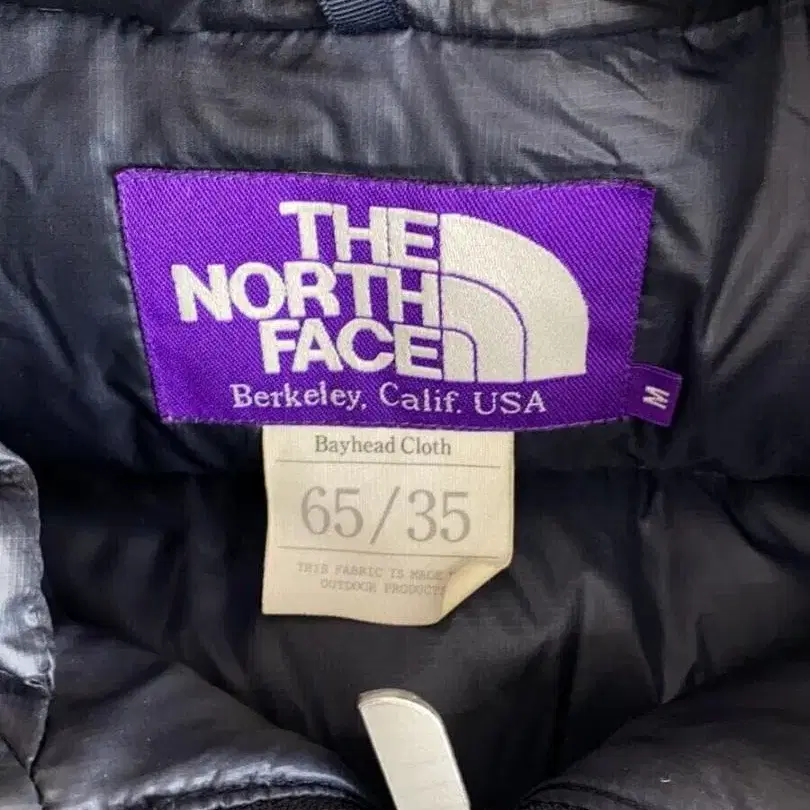 THE
NORTH
FACE
Berkeley, Calif. USA
M
Bayhead Cloth
65/35
THIS FABRIC IS MADE
OUTDOOR PRODUCTS